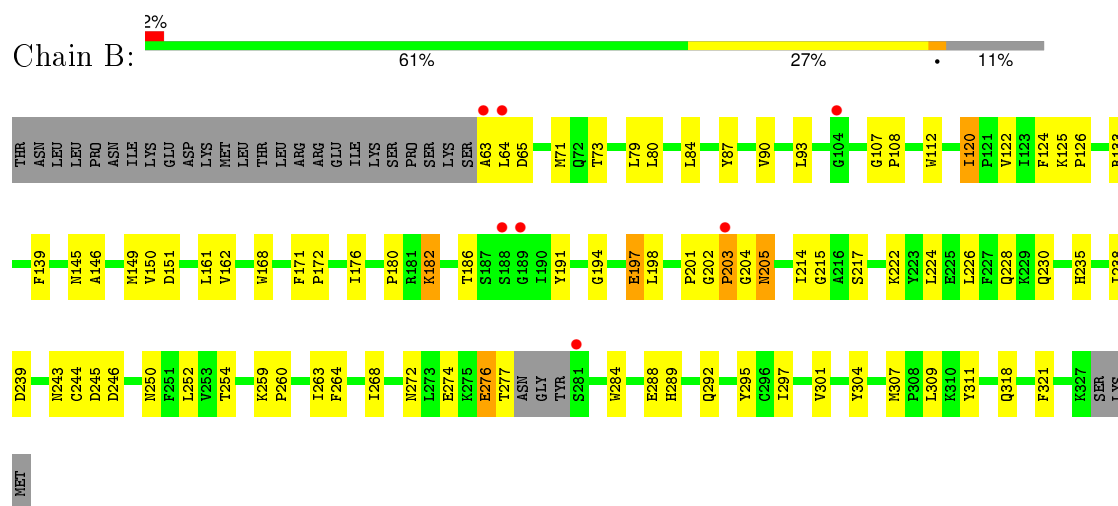 2%
Chain B:
61% 27% • 11%
THR ASN LEU LEU PRO ASN ILE LYS GLU ASP LYS MET LEU THR LEU ARG ARG GLU ILE LYS SER PRO SER LYS SER A63 L64 D65 M71 Q72 T73 L79 L80 L84 Y87 V90 L93 G104 G107 P108 W112 I120 P121 V122 I123 F124 K125 P126
F139 N145 A146 M149 V150 D151 L161 V162 W168 F171 P172 I176 P180 R181 K182 T186 S187 S188 G189 I190 Y191 G194 E197 L198 P201 G202 P203 G204 N205 I214 G215 A216 S217 K222 Y223 L224 E225 L226 F227 Q228 K229 Q230 H235
D239 N243 C244 D245 D246 N250 F251 L252 V253 T254 K259 P260 I263 F264 I268 N272 L273 E274 K275 E276 T277 ASN GLY TYR S281 W284 E288 H289 Q292 Y295 C296 I297 V301 Y304 M307 P308 L309 K310 Y311 Q318 F321 K327 SER LYS
MET